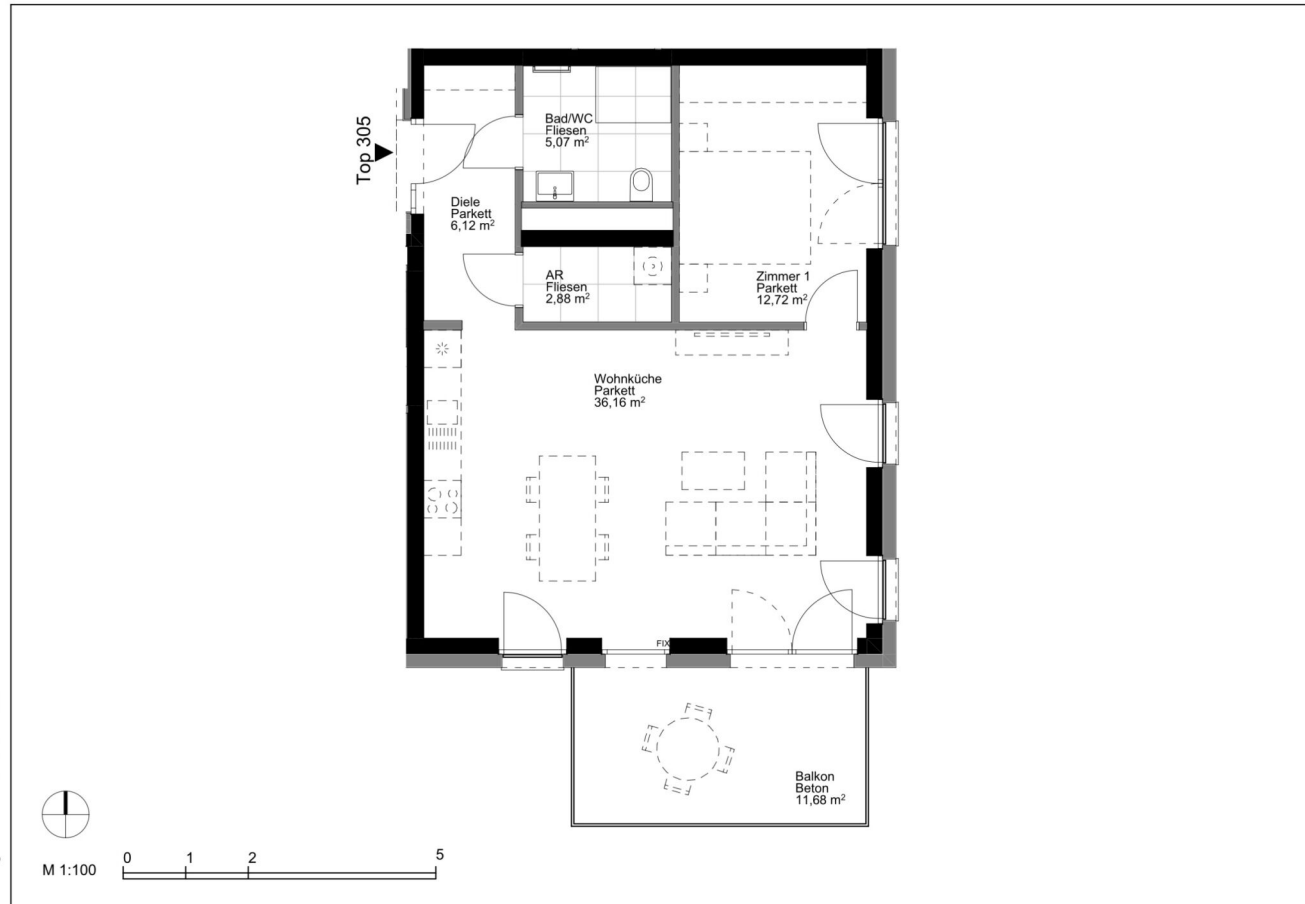 Top 305
Bad/WC
Fliesen
5,07 m²
Diele
Parkett
6,12 m²
AR
Fliesen
2,88 m²
Zimmer 1
Parkett
12,72 m²
Wohnküche
Parkett
36,16 m²
FIX
Balkon
Beton
11,68 m²
M 1:100
0 1 2 5